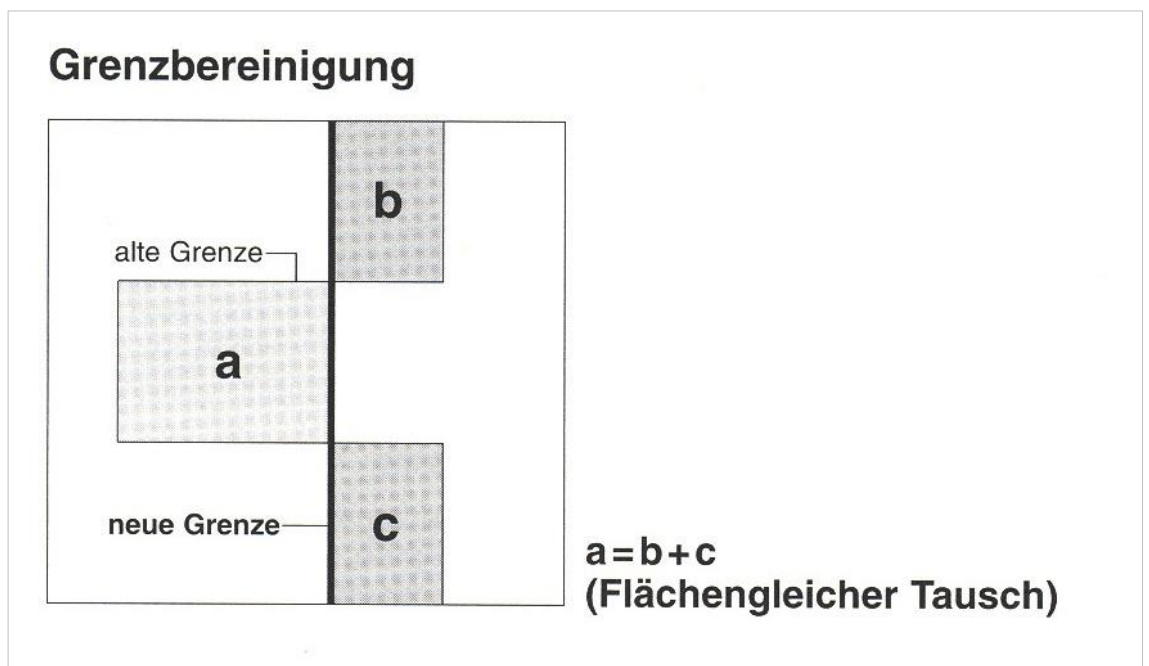 Grenzbereinigung
b
alte Grenze
a
neue Grenze
c
a=b+c
(Flächengleicher Tausch)